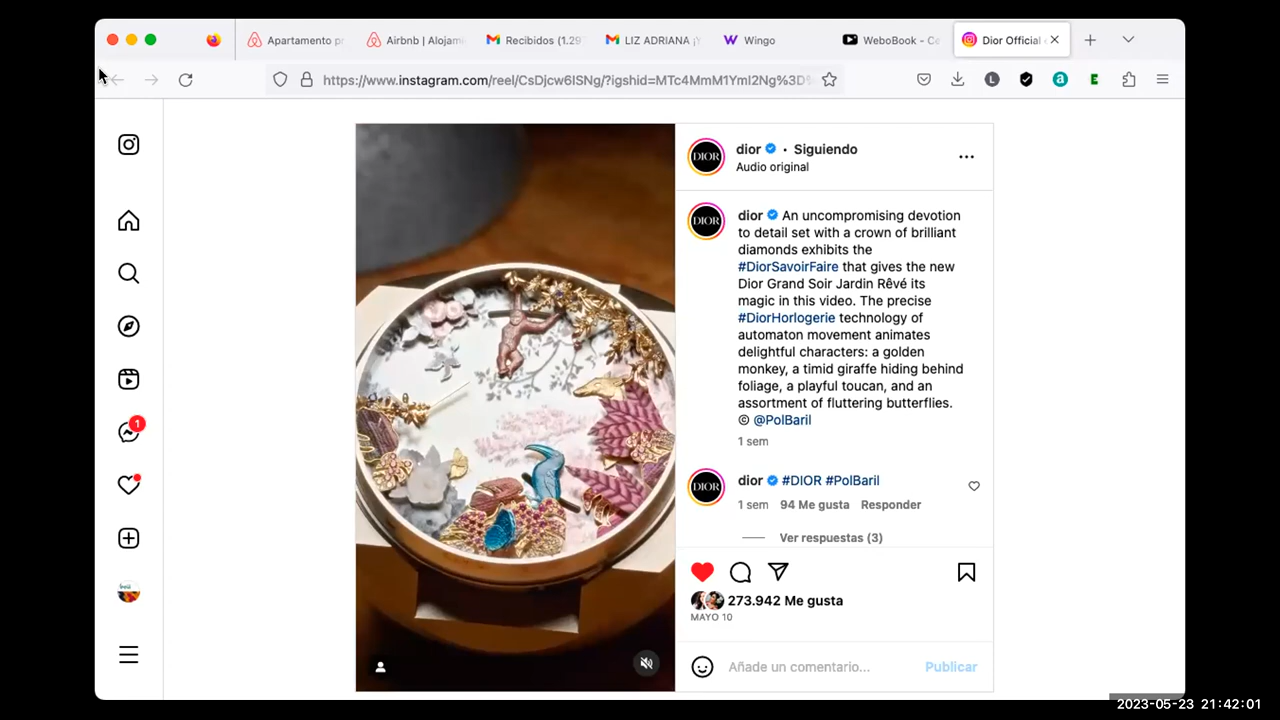 Apartamento pr
Airbnb | Alojam
Recibidos (1.29
LIZ ADRIANA ¡Y
Wingo
WeboBook - Co
Dior Official
https://www.instagram.com/reel/CsDjcw6ISNg/?igshid=MTc4MmM1YmI2Ng%3D%
L
a
E
DIOR
dior • Siguiendo
Audio original
DIOR
dior An uncompromising devotion
to detail set with a crown of brilliant
diamonds exhibits the
#DiorSavoirFaire that gives the new
Dior Grand Soir Jardin Rêvé its
magic in this video. The precise
#DiorHorlogerie technology of
automaton movement animates
delightful characters: a golden
monkey, a timid giraffe hiding behind
foliage, a playful toucan, and an
assortment of fluttering butterflies.
© @PolBaril
1 sem
DIOR
dior #DIOR #PolBaril
1 sem 94 Me gusta Responder
Ver respuestas (3)
1
273.942 Me gusta
MAYO 10
Añade un comentario...
Publicar
2023-05-23 21:42:01